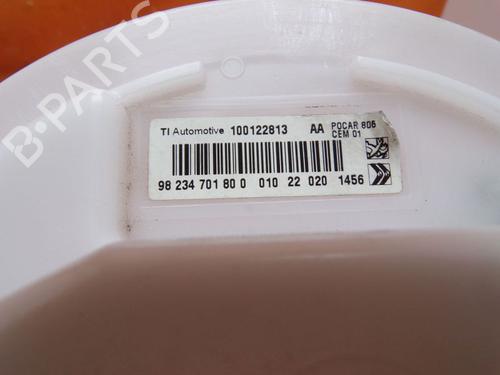 B-PARTS
TI Automotive 100122813 AA POCAR 806
CEM 01
98 234 701 80 0 010 22 020 1456